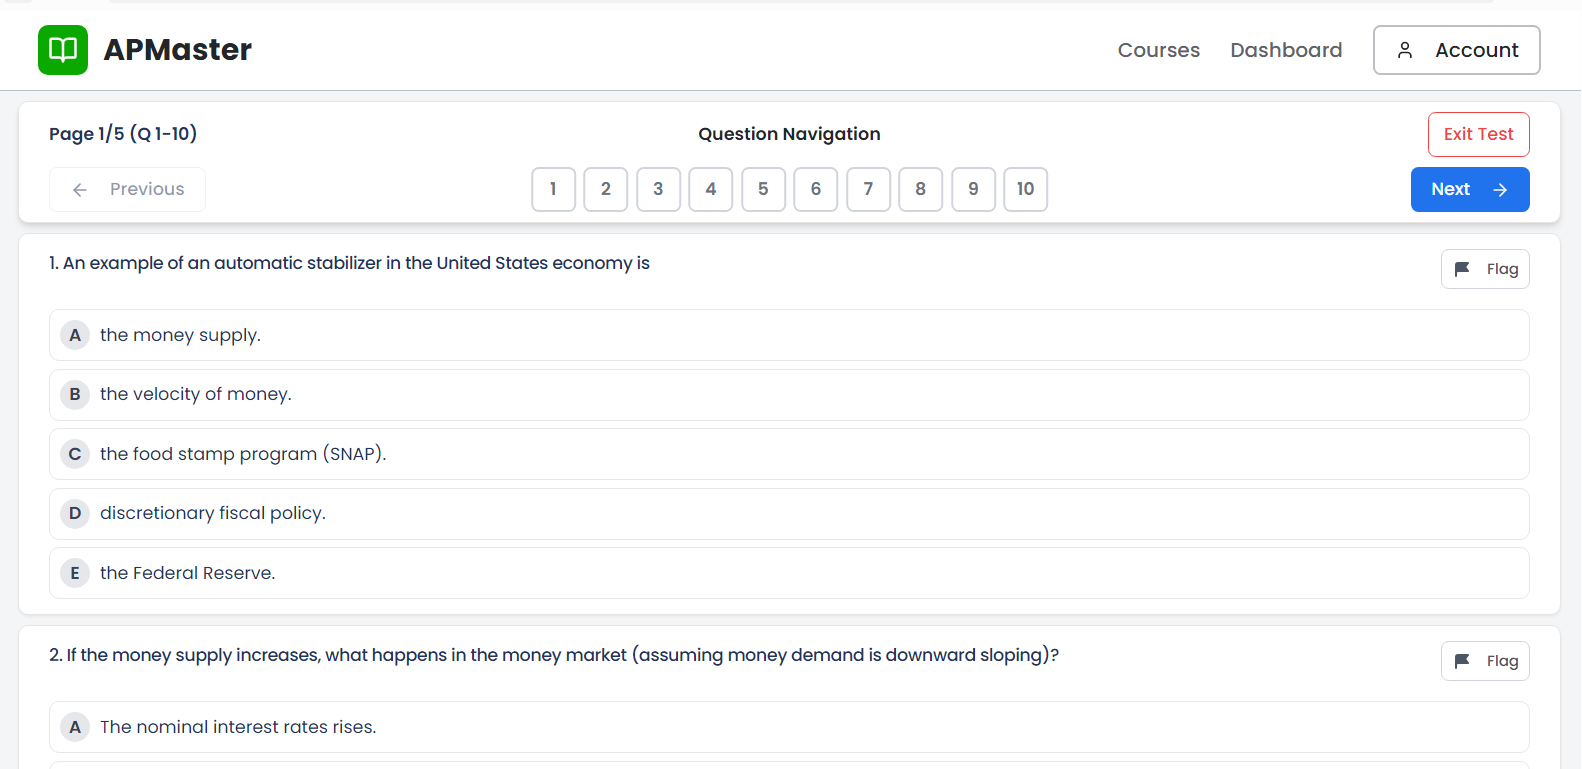 APMaster
Courses Dashboard Account
Page 1/5 (Q 1-10) Question Navigation Exit Test
Previous 1 2 3 4 5 6 7 8 9 10 Next
1. An example of an automatic stabilizer in the United States economy is
Flag
A the money supply.
B the velocity of money.
C the food stamp program (SNAP).
D discretionary fiscal policy.
E the Federal Reserve.
2. If the money supply increases, what happens in the money market (assuming money demand is downward sloping)?
Flag
A The nominal interest rates rises.